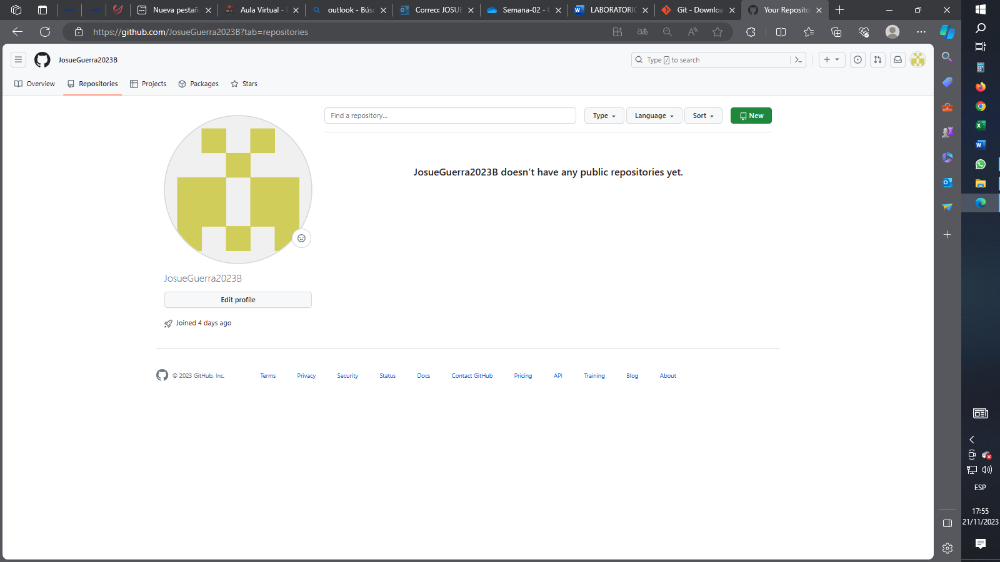 Nueva pestaña
Aula Virtual -
outlook - Bús
Correo: JOSUE
Semana-02 -
LABORATORIO
Git - Downloa
Your Reposito
https://github.com/JosueGuerra2023B?tab=repositories
JosueGuerra2023B
Type / to search
Overview
Repositories
Projects
Packages
Stars
Find a repository…
Type
Language
Sort
New
JosueGuerra2023B doesn’t have any public repositories yet.
JosueGuerra2023B
Edit profile
Joined 4 days ago
© 2023 GitHub, Inc.
Terms
Privacy
Security
Status
Docs
Contact GitHub
Pricing
API
Training
Blog
About
ESP
17:55
21/11/2023